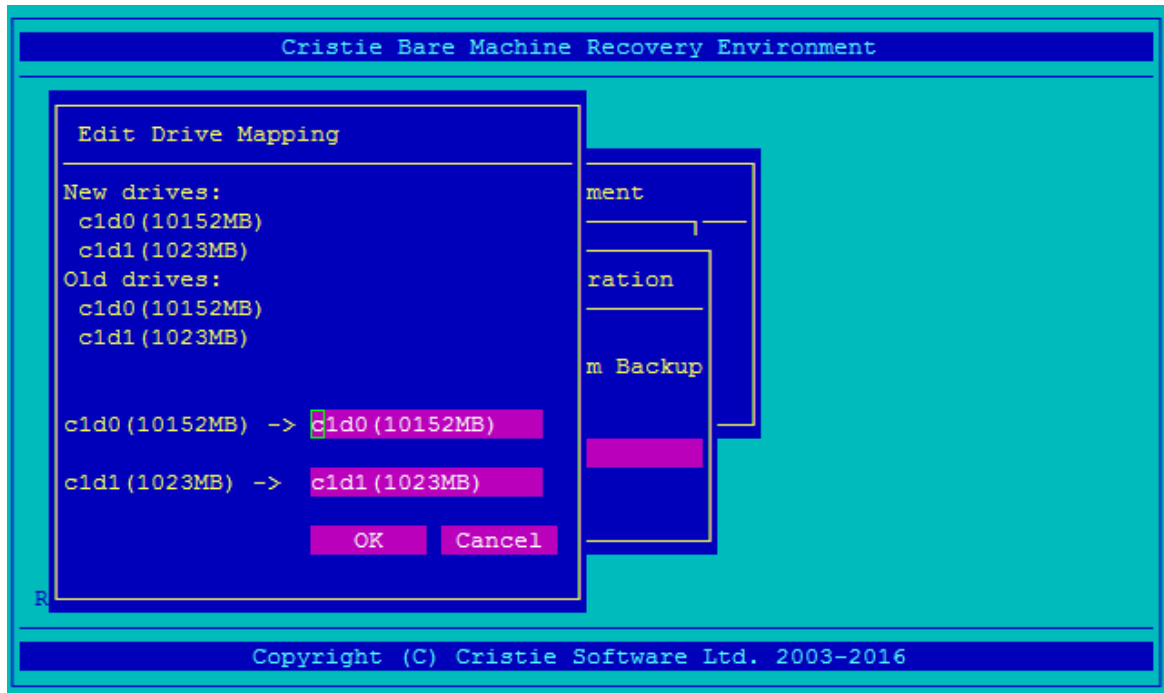 Cristie Bare Machine Recovery Environment
Edit Drive Mapping
New drives:
ment
c1d0(10152MB)
c1d1(1023MB)
Old drives:
ration
c1d0(10152MB)
c1d1(1023MB)
m Backup
c1d0(10152MB) -> c1d0(10152MB)
c1d1(1023MB) -> c1d1(1023MB)
OK Cancel
R
Copyright (C) Cristie Software Ltd. 2003-2016